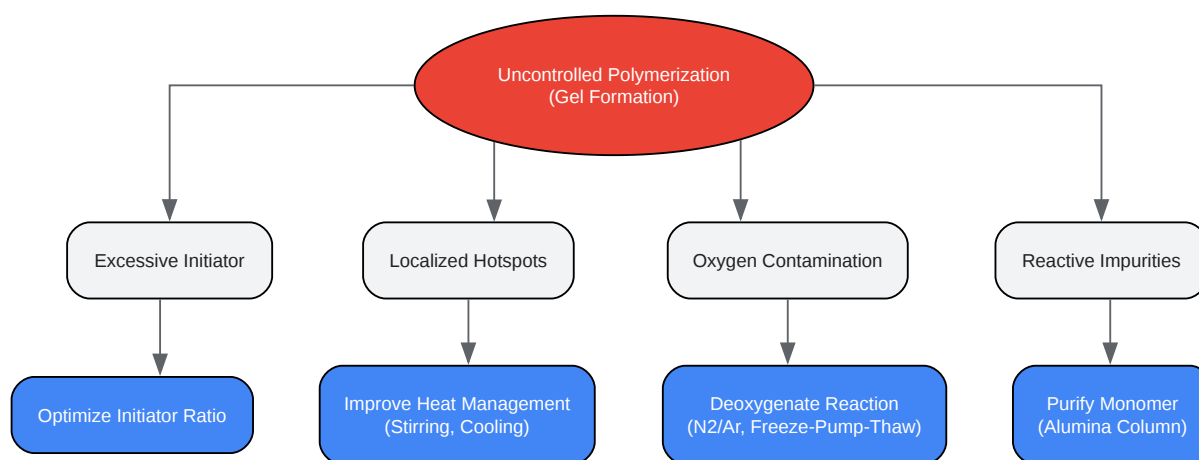 Uncontrolled Polymerization
(Gel Formation)
Excessive Initiator
Localized Hotspots
Oxygen Contamination
Reactive Impurities
Optimize Initiator Ratio
Improve Heat Management
(Stirring, Cooling)
Deoxygenate Reaction
(N2/Ar, Freeze-Pump-Thaw)
Purify Monomer
(Alumina Column)